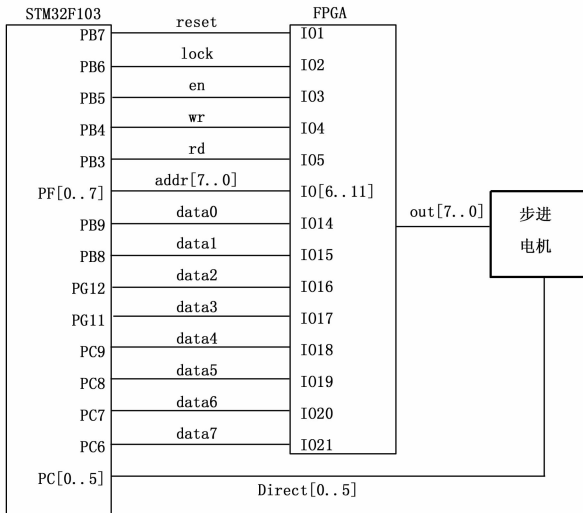 STM32F103 FPGA
PB7 reset IO1
PB6 lock IO2
PB5 en IO3
PB4 wr IO4
PB3 rd IO5
PF[0..7] addr[7..0] IO[6..11]
PB9 data0 IO14
out[7..0] 步进
电机
PB8 data1 IO15
PG12 data2 IO16
PG11 data3 IO17
PC9 data4 IO18
PC8 data5 IO19
PC7 data6 IO20
PC6 data7 IO21
PC[0..5] Direct[0..5]